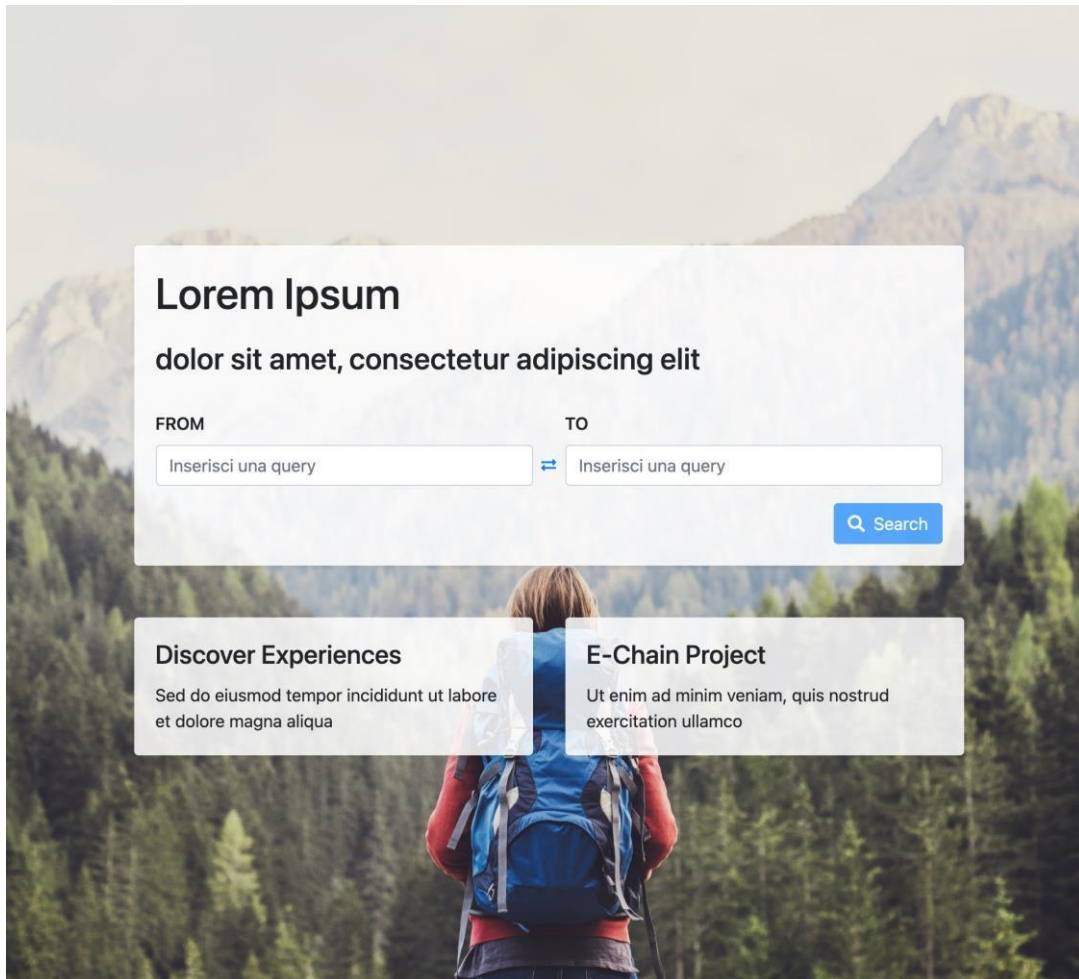 Lorem Ipsum
dolor sit amet, consectetur adipiscing elit
FROM
TO
Inserisci una query
Inserisci una query
Search
Discover Experiences
Sed do eiusmod tempor incididunt ut labore
et dolore magna aliqua
E-Chain Project
Ut enim ad minim veniam, quis nostrud
exercitation ullamco